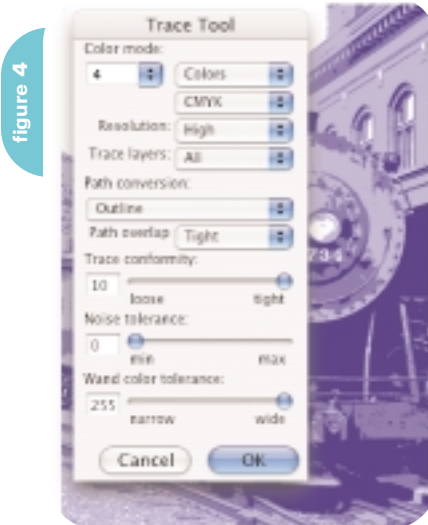 figure 4
Trace Tool
Color mode:
4 Colors
CMYK
Resolution: High
Trace layers: All
Path conversion:
Outline
Path overlap Tight
Trace conformity:
10
loose tight
Noise tolerance:
0
min max
Wand color tolerance:
255
narrow wide
Cancel OK
734